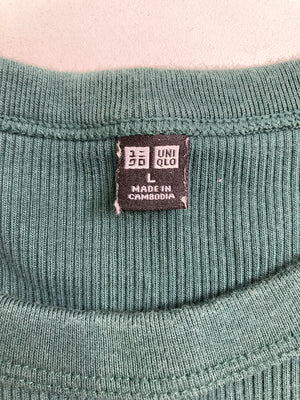 ユニ UNI
クロ QLO
L
MADE IN
CAMBODIA